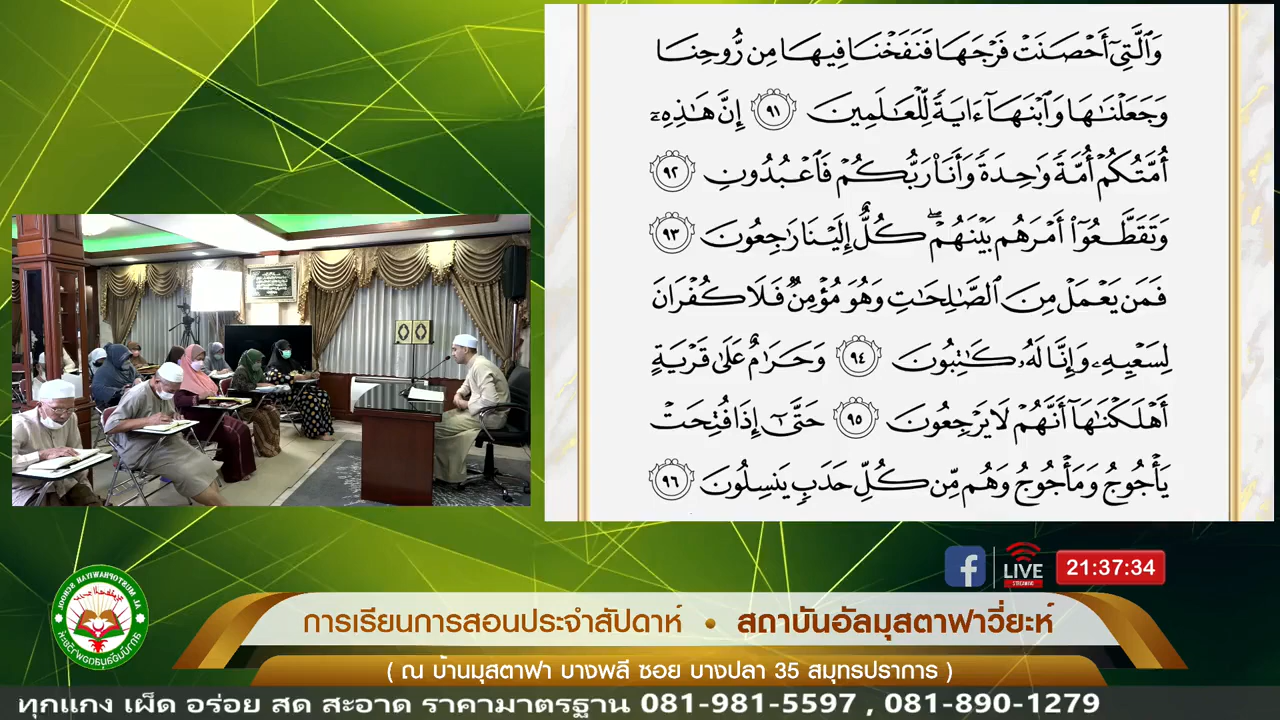 وَٱلَّتِىٓ أَحۡصَنَتۡ فَرۡجَهَا فَنَفَخۡنَا فِيهَا مِن رُّوحِنَا
وَجَعَلۡنَٰهَا وَٱبۡنَهَآ ءَايَةٗ لِّلۡعَٰلَمِينَ ٩١ إِنَّ هَٰذِهِۦٓ
أُمَّتُكُمۡ أُمَّةٗ وَٰحِدَةٗ وَأَنَا۠ رَبُّكُمۡ فَٱعۡبُدُونِ ٩٢
وَتَقَطَّعُوٓاْ أَمۡرَهُم بَيۡنَهُمۡۖ كُلٌّ إِلَيۡنَا رَٰجِعُونَ ٩٣
فَمَن يَعۡمَلۡ مِنَ ٱلصَّٰلِحَٰتِ وَهُوَ مُؤۡمِنٞ فَلَا كُفۡرَانَ
لِسَعۡيِهِۦ وَإِنَّا لَهُۥ كَٰتِبُونَ ٩٤ وَحَرَٰمٌ عَلَىٰ قَرۡيَةٍ
أَهۡلَكۡنَٰهَآ أَنَّهُمۡ لَا يَرۡجِعُونَ ٩٥ حَتَّىٰٓ إِذَا فُتِحَتۡ
يَأۡجُوجُ وَمَأۡجُوجُ وَهُم مِّن كُلِّ حَدَبٖ يَنسِلُونَ ٩٦
f LIVE 21:37:34
STREAMING
การเรียนการสอนประจำสัปดาห์ • สถาบันอัลมุสตาฟาวี่ยะห์
( ณ บ้านมุสตาฟา บางพลี ซอย บางปลา 35 สมุทรปราการ )
ทุกแกง เผ็ด อร่อย สด สะอาด ราคามาตรฐาน 081-981-5597 , 081-890-1279